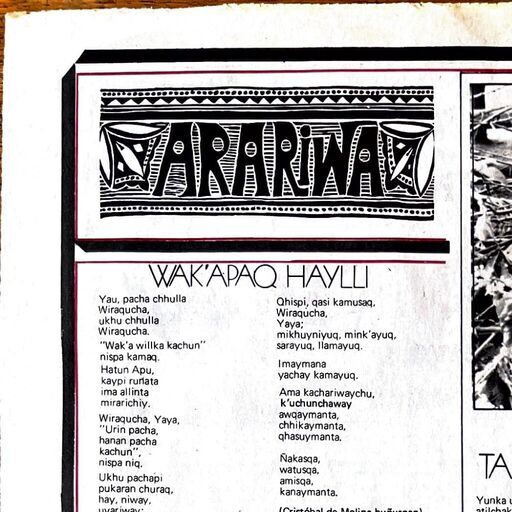 ARARIWA
WAK'APAQ HAYLLI
Yau, pacha chhulla
Wiraqucha,
ukhu chhulla
Wiraqucha.
"Wak'a willka kachun"
nispa kamaq.
Hatun Apu,
kaypi runata
ima allinta
mirarichiy.
Wiraqucha, Yaya,
"Urin pacha,
hanan pacha
kachun",
nispa niq.
Ukhu pachapi
pukaran churaq,
hay, niway,
uyariway:
Qhispi, qasi kamusaq,
Wiraqucha,
Yaya;
mikhuyniyuq, mink'ayuq,
sarayuq, llamayuq.
Imaymana
yachay kamayuq.
Ama kachariwaychu,
k'uchunchaway
awqaymanta,
chhikaymanta,
qhasuymanta.
Ñakasqa,
watusqa,
amisqa,
kanaymanta.
(Cristóbal de Molina
TA
Yunka